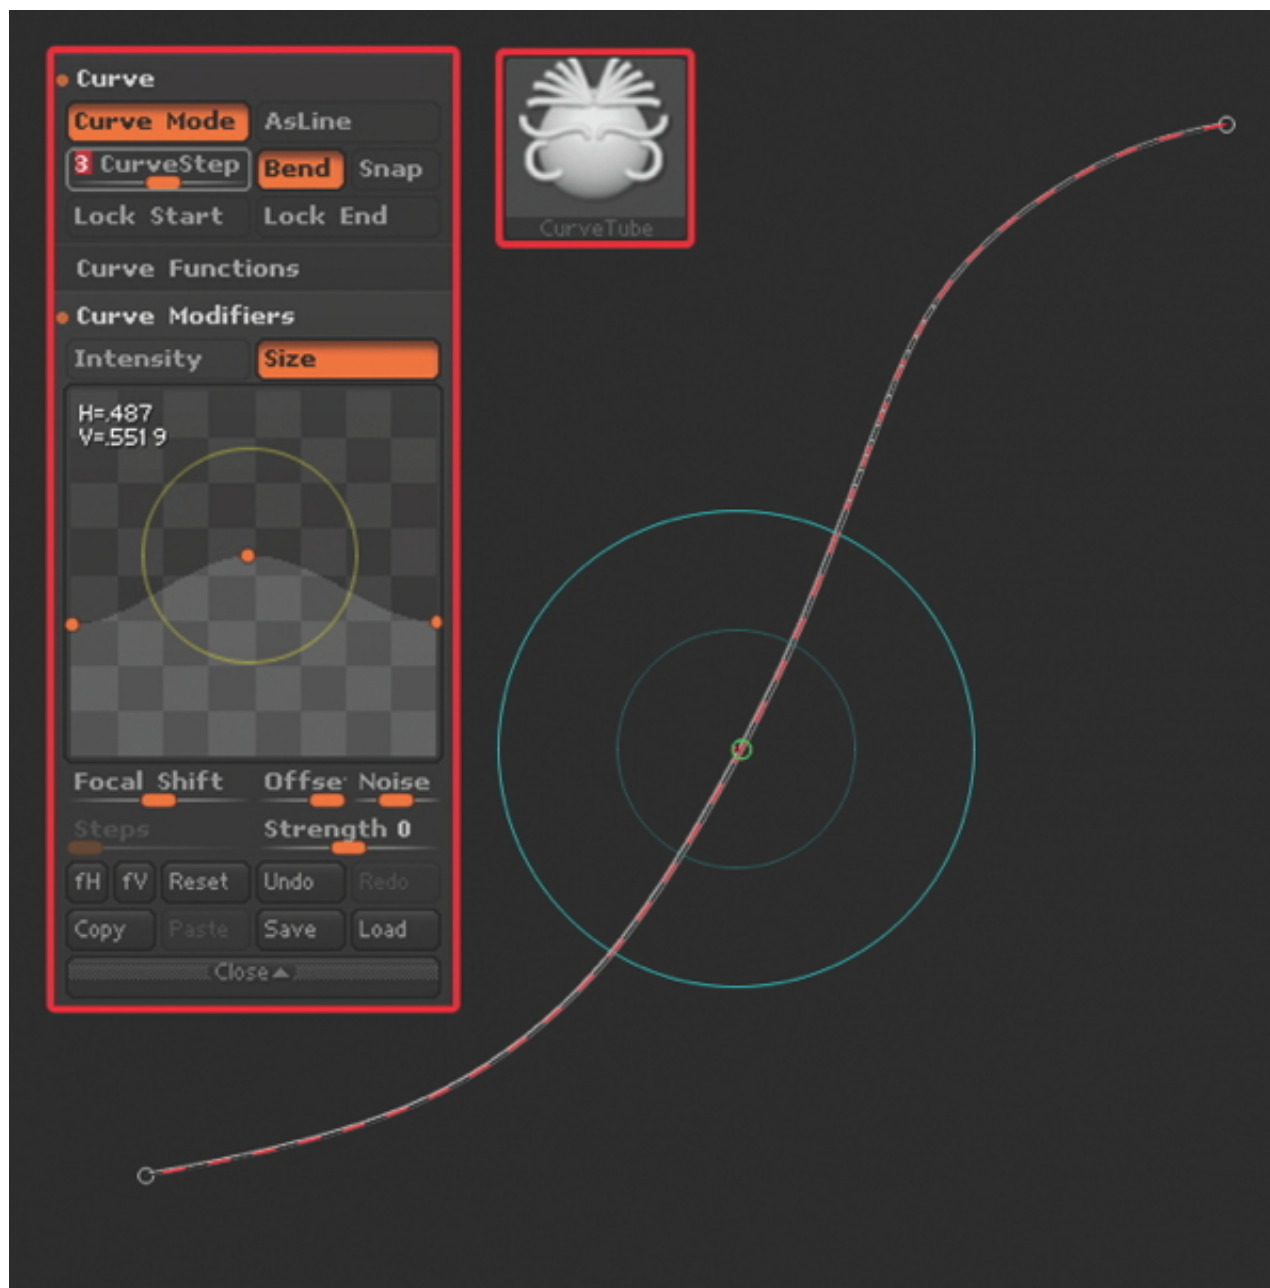 Curve
Curve Mode AsLine
3 CurveStep Bend Snap
Lock Start Lock End
Curve Functions
Curve Modifiers
Intensity Size
H=.487
V=.5519
Focal Shift Offse Noise
Steps Strength 0
fH fV Reset Undo Redo
Copy Paste Save Load
Close
CurveTube